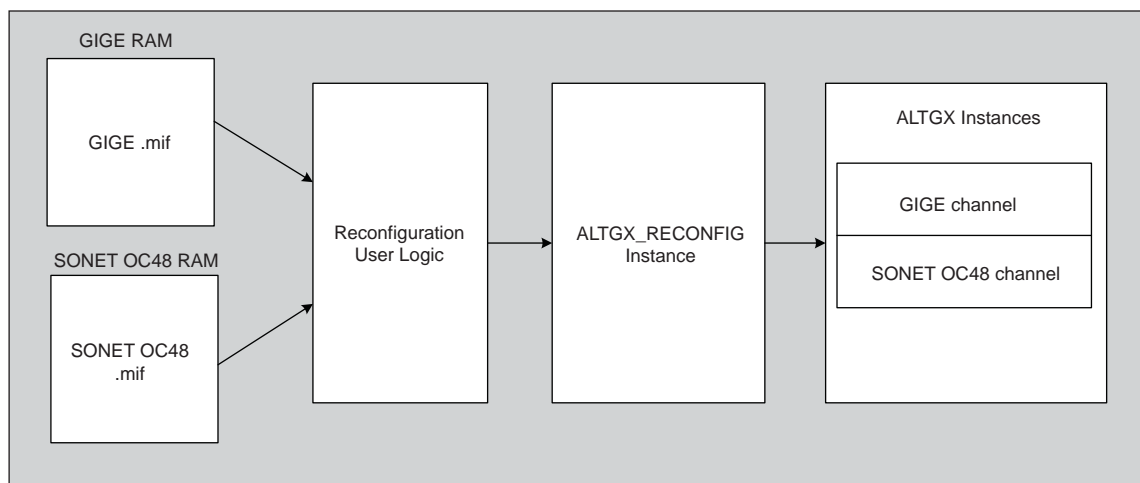 GIGE RAM
GIGE .mif
SONET OC48 RAM
SONET OC48
.mif
Reconfiguration
User Logic
ALTGX_RECONFIG
Instance
ALTGX Instances
GIGE channel
SONET OC48 channel